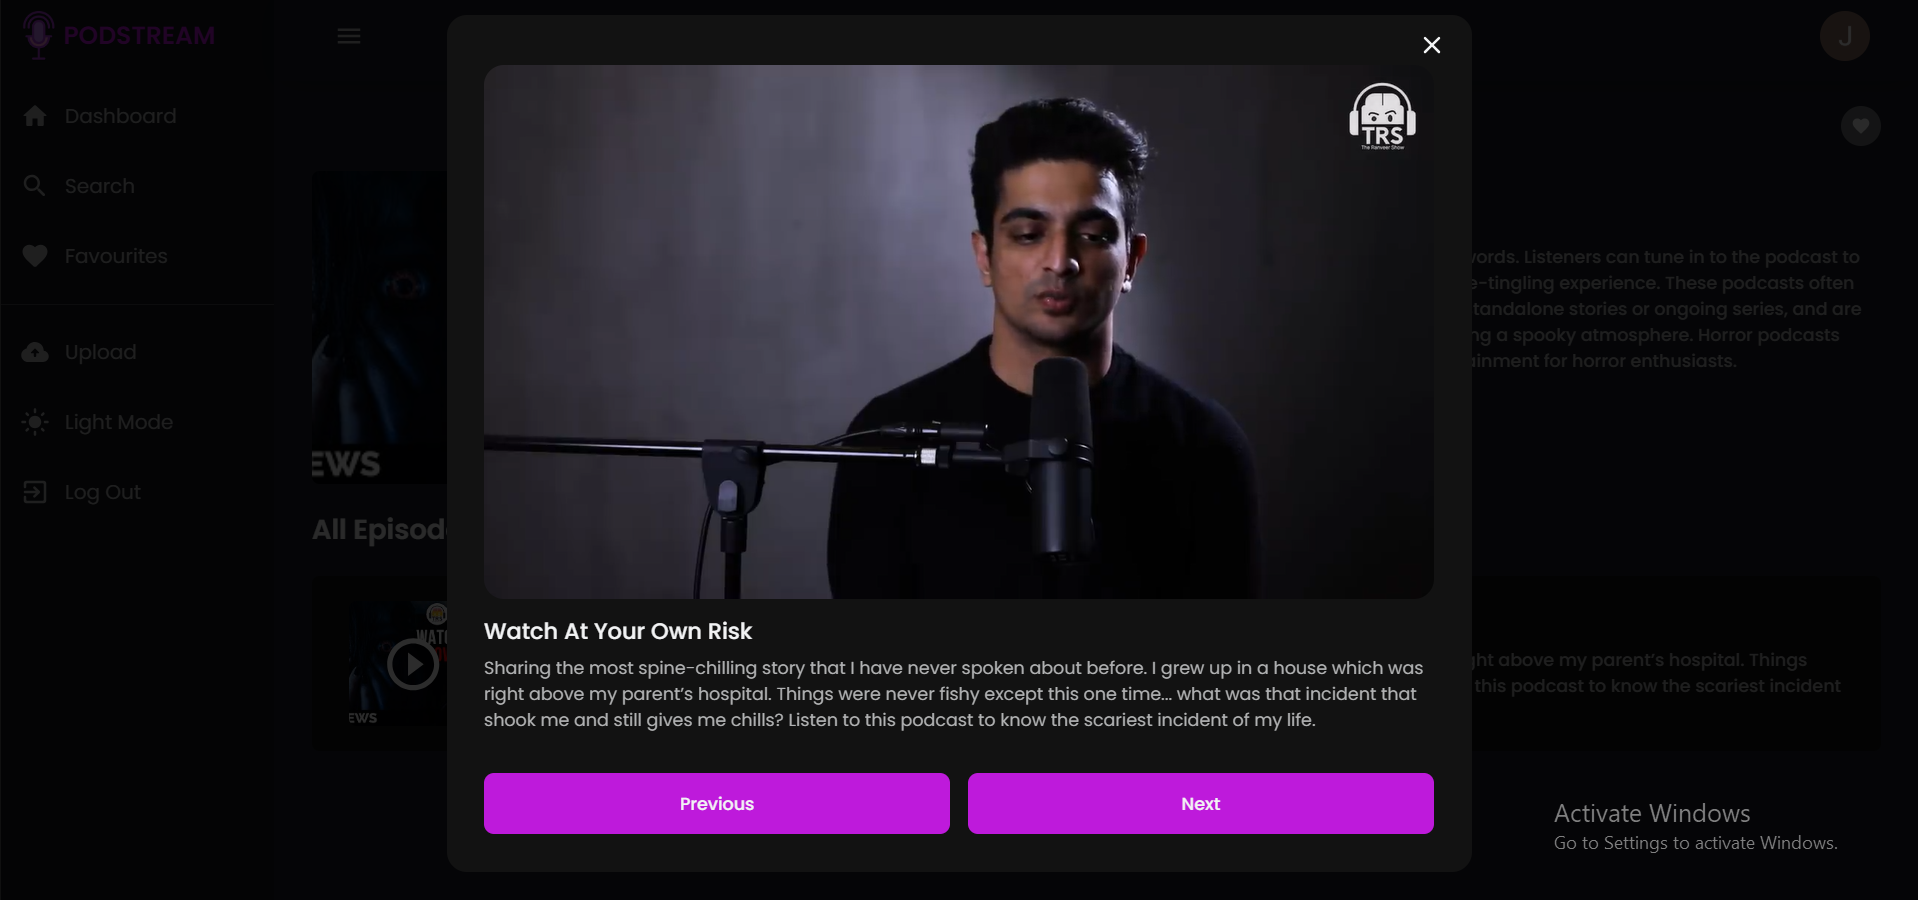 PODSTREAM
J
Dashboard
Search
Favourites
Upload
Light Mode
Log Out
TRS
The Ranveer Show
words. Listeners can tune in to the podcast to
e-tingling experience. These podcasts often
standalone stories or ongoing series, and are
ng a spooky atmosphere. Horror podcasts
ainment for horror enthusiasts.
EWS
All Episode
WATC
EWS
Watch At Your Own Risk
Sharing the most spine-chilling story that I have never spoken about before. I grew up in a house which was
right above my parent's hospital. Things were never fishy except this one time... what was that incident that
shook me and still gives me chills? Listen to this podcast to know the scariest incident of my life.
ght above my parent's hospital. Things
this podcast to know the scariest incident
Previous
Next
Activate Windows
Go to Settings to activate Windows.